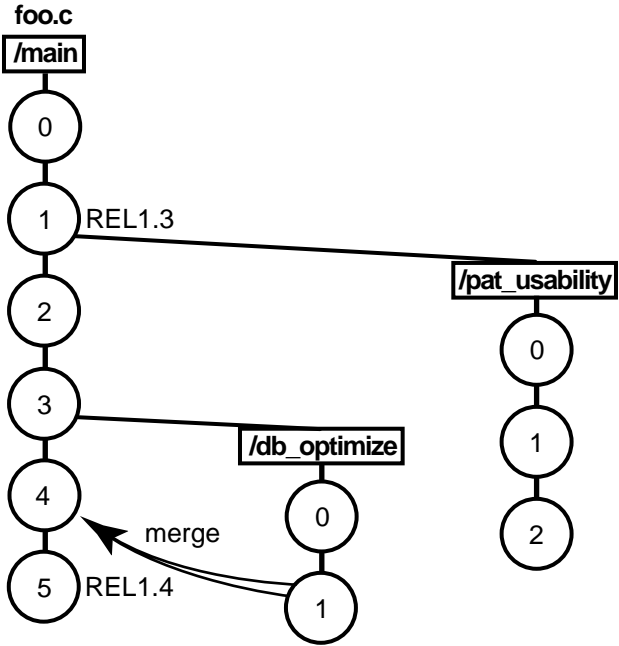 foo.c
/main
0
1 REL1.3
/pat_usability
2
0
3
/db_optimize
1
4
0
merge
2
5 REL1.4
1